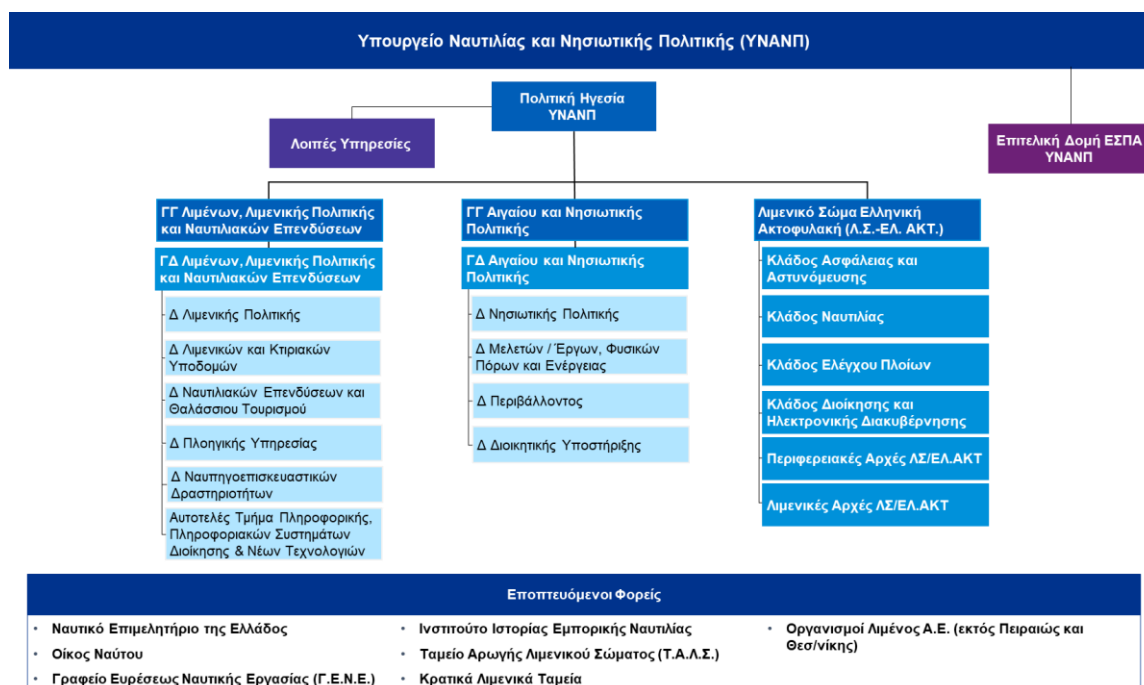 Υπουργείο Ναυτιλίας και Νησιωτικής Πολιτικής (ΥΝΑΝΠ)
Πολιτική Ηγεσία
ΥΝΑΝΠ
Λοιπές Υπηρεσίες
Επιτελική Δομή ΕΣΠΑ
ΥΝΑΝΠ
ΓΓ Λιμένων, Λιμενικής Πολιτικής
και Ναυτιλιακών Επενδύσεων
ΓΔ Λιμένων, Λιμενικής Πολιτικής
και Ναυτιλιακών Επενδύσεων
Δ Λιμενικής Πολιτικής
Δ Λιμενικών και Κτιριακών
Υποδομών
Δ Ναυτιλιακών Επενδύσεων και
Θαλάσσιου Τουρισμού
Δ Πλοηγικής Υπηρεσίας
Δ Ναυπηγοεπισκευαστικών
Δραστηριοτήτων
Αυτοτελές Τμήμα Πληροφορικής,
Πληροφοριακών Συστημάτων
Διοίκησης & Νέων Τεχνολογιών
ΓΓ Αιγαίου και Νησιωτικής
Πολιτικής
ΓΔ Αιγαίου και Νησιωτικής
Πολιτικής
Δ Νησιωτικής Πολιτικής
Δ Μελετών / Έργων, Φυσικών
Πόρων και Ενέργειας
Δ Περιβάλλοντος
Δ Διοικητικής Υποστήριξης
Λιμενικό Σώμα Ελληνική
Ακτοφυλακή (Λ.Σ.-ΕΛ. ΑΚΤ.)
Κλάδος Ασφάλειας και
Αστυνόμευσης
Κλάδος Ναυτιλίας
Κλάδος Ελέγχου Πλοίων
Κλάδος Διοίκησης και
Ηλεκτρονικής Διακυβέρνησης
Περιφερειακές Αρχές ΛΣ/ΕΛ.ΑΚΤ
Λιμενικές Αρχές ΛΣ/ΕΛ.ΑΚΤ
Εποπτευόμενοι Φορείς
• Ναυτικό Επιμελητήριο της Ελλάδος
• Οίκος Ναύτου
• Γραφείο Ευρέσεως Ναυτικής Εργασίας (Γ.Ε.Ν.Ε.)
• Ινστιτούτο Ιστορίας Εμπορικής Ναυτιλίας
• Ταμείο Αρωγής Λιμενικού Σώματος (Τ.Α.Λ.Σ.)
• Κρατικά Λιμενικά Ταμεία
• Οργανισμοί Λιμένος Α.Ε. (εκτός Πειραιώς και
Θεσ/νίκης)